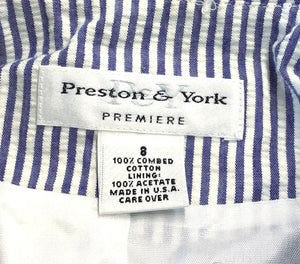 Preston & York
PREMIERE
8
100% COMBED
COTTON
LINING:
100% ACETATE
MADE IN U.S.A.
CARE OVER